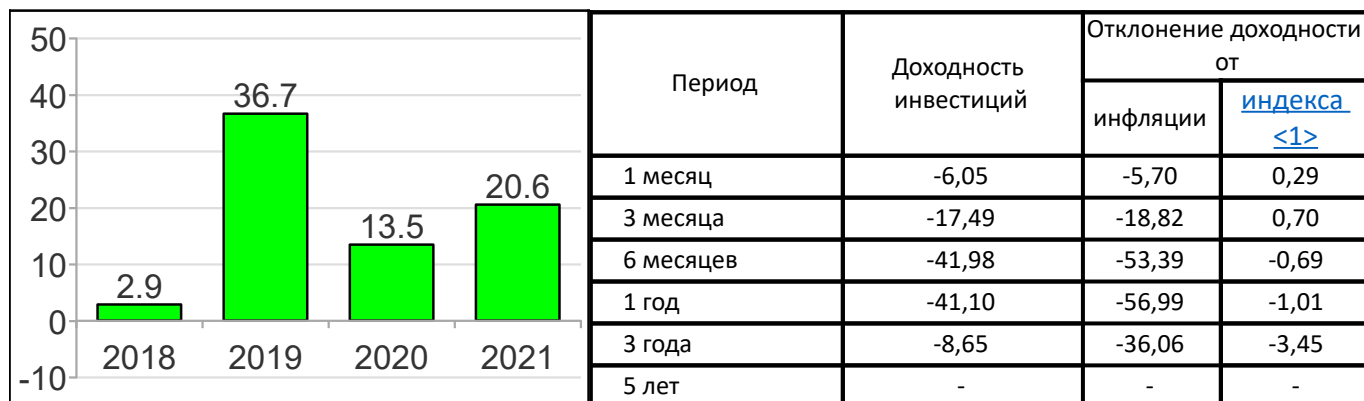 50
40
30
20
10
0
-10
2.9
36.7
13.5
20.6
2018 2019 2020 2021
Период
Доходность
инвестиций
Отклонение доходности
от
инфляции
индекса
<1>
1 месяц -6,05 -5,70 0,29
3 месяца -17,49 -18,82 0,70
6 месяцев -41,98 -53,39 -0,69
1 год -41,10 -56,99 -1,01
3 года -8,65 -36,06 -3,45
5 лет - - -